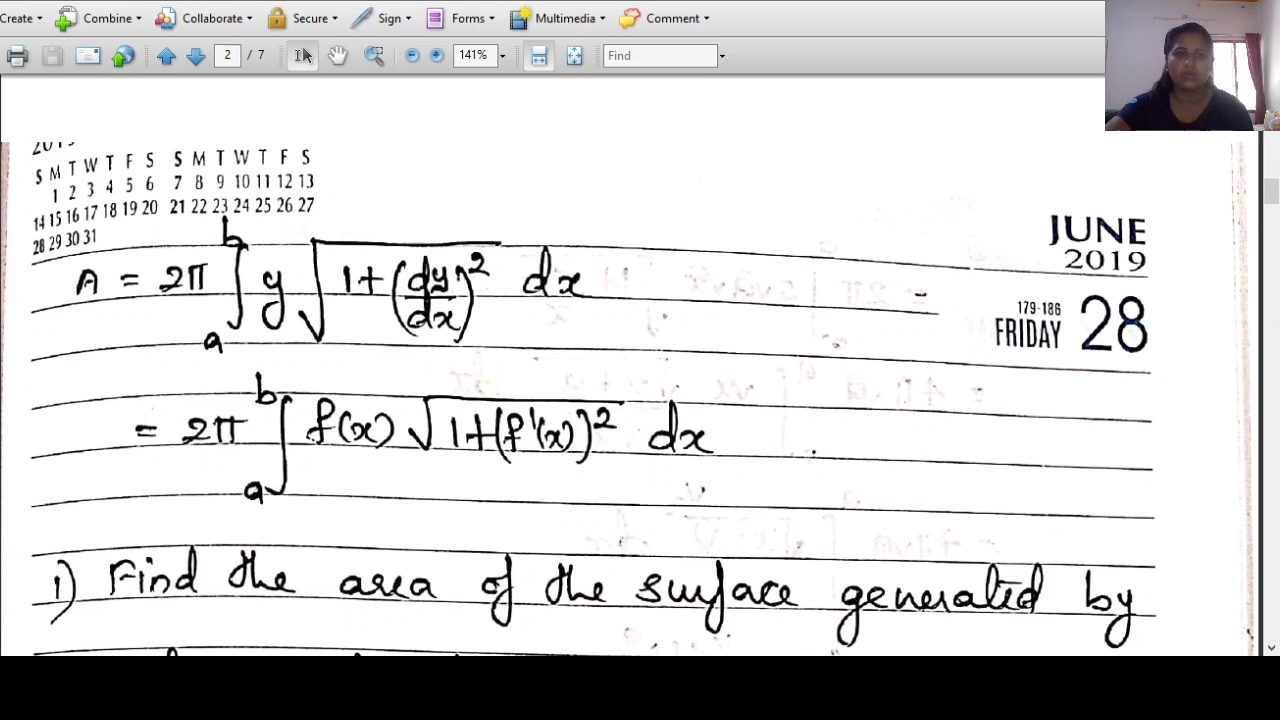 Create Combine Collaborate Secure Sign Forms Multimedia Comment
2 / 7 141% Find
S M T W T F S S M T W T F S
1 2 3 4 5 6 7 8 9 10 11 12 13
14 15 16 17 18 19 20 21 22 23 24 25 26 27
28 29 30 31
JUNE
2019
179-186
FRIDAY 28
A = 2π ∫_a^b y √(1+(dy/dx)^2) dx
= 2π ∫_a^b f(x) √(1+(f'(x))^2) dx
1) Find the area of the surface generated by